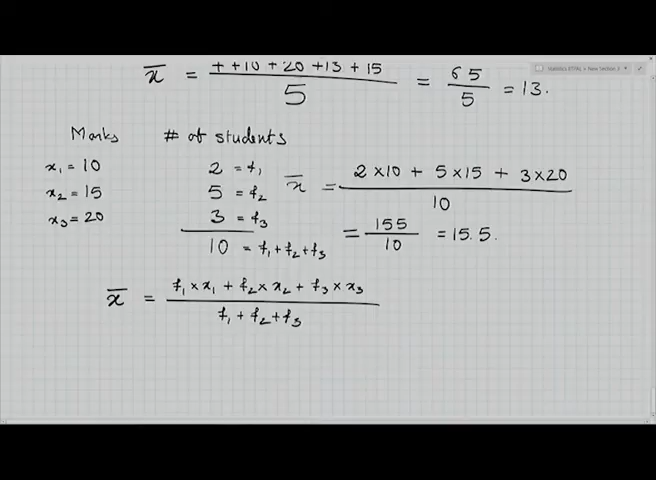 x̄ = + +10 + 20 +13 + 15 / 5 = 65 / 5 = 13.
Marks # of students
x₁ = 10 2 = f₁ x̄ = 2 × 10 + 5 × 15 + 3 × 20 / 10
x₂ = 15 5 = f₂
x₃ = 20 3 = f₃ = 155 / 10 = 15.5.
10 = f₁ + f₂ + f₃
x̄ = f₁ × x₁ + f₂ × x₂ + f₃ × x₃ / f₁ + f₂ + f₃